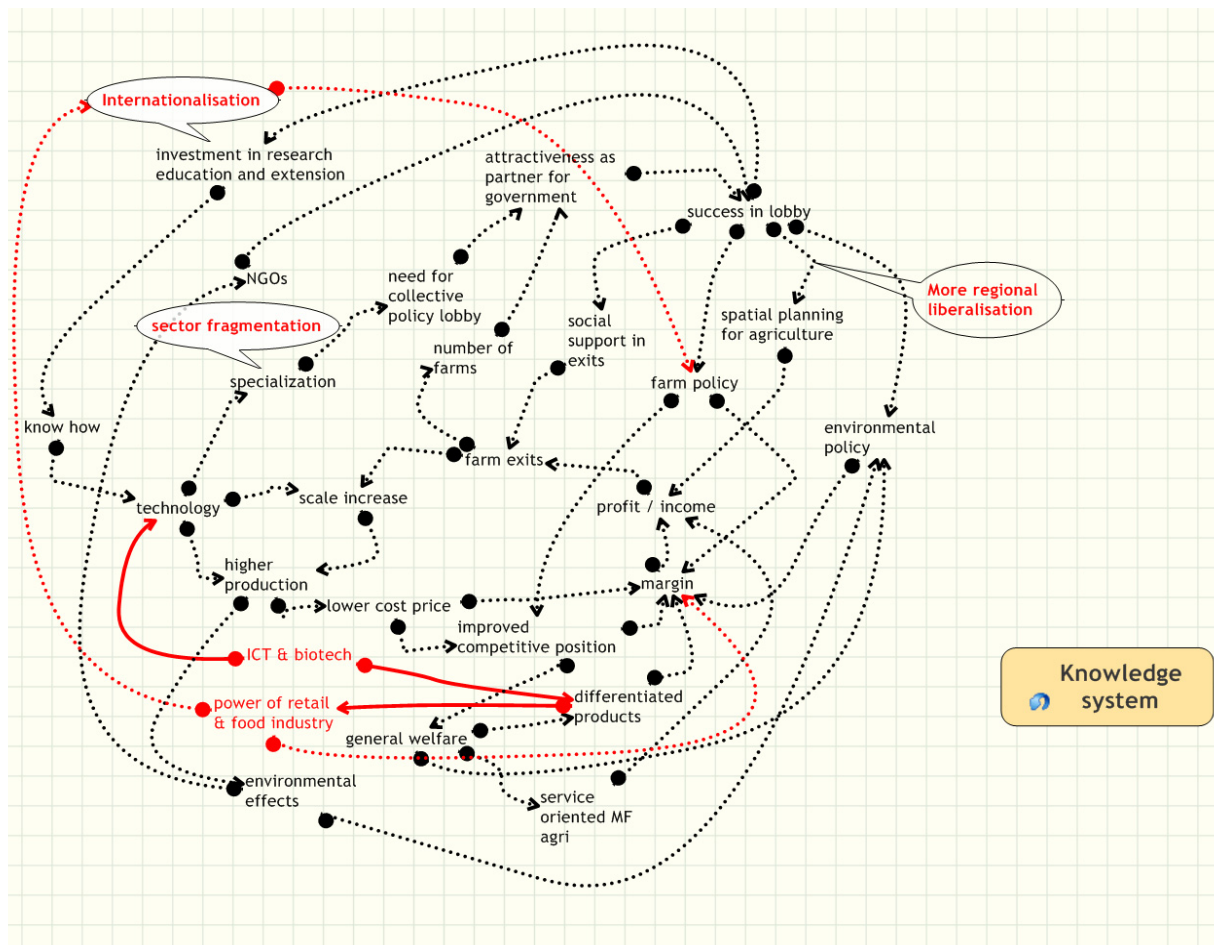 Internationalisation
investment in research
education and extension
attractiveness as
partner for
government
success in lobby
NGOs
need for
collective
policy lobby
More regional
liberalisation
sector fragmentation
number of
farms
social
support in
exits
spatial planning
for agriculture
specialization
farm policy
know how
environmental
policy
farm exits
technology
scale increase
profit / income
higher
production
margin
lower cost price
improved
competitive position
ICT & biotech
Knowledge
system
power of retail
& food industry
differentiated
products
general welfare
environmental
effects
service
oriented MF
agri